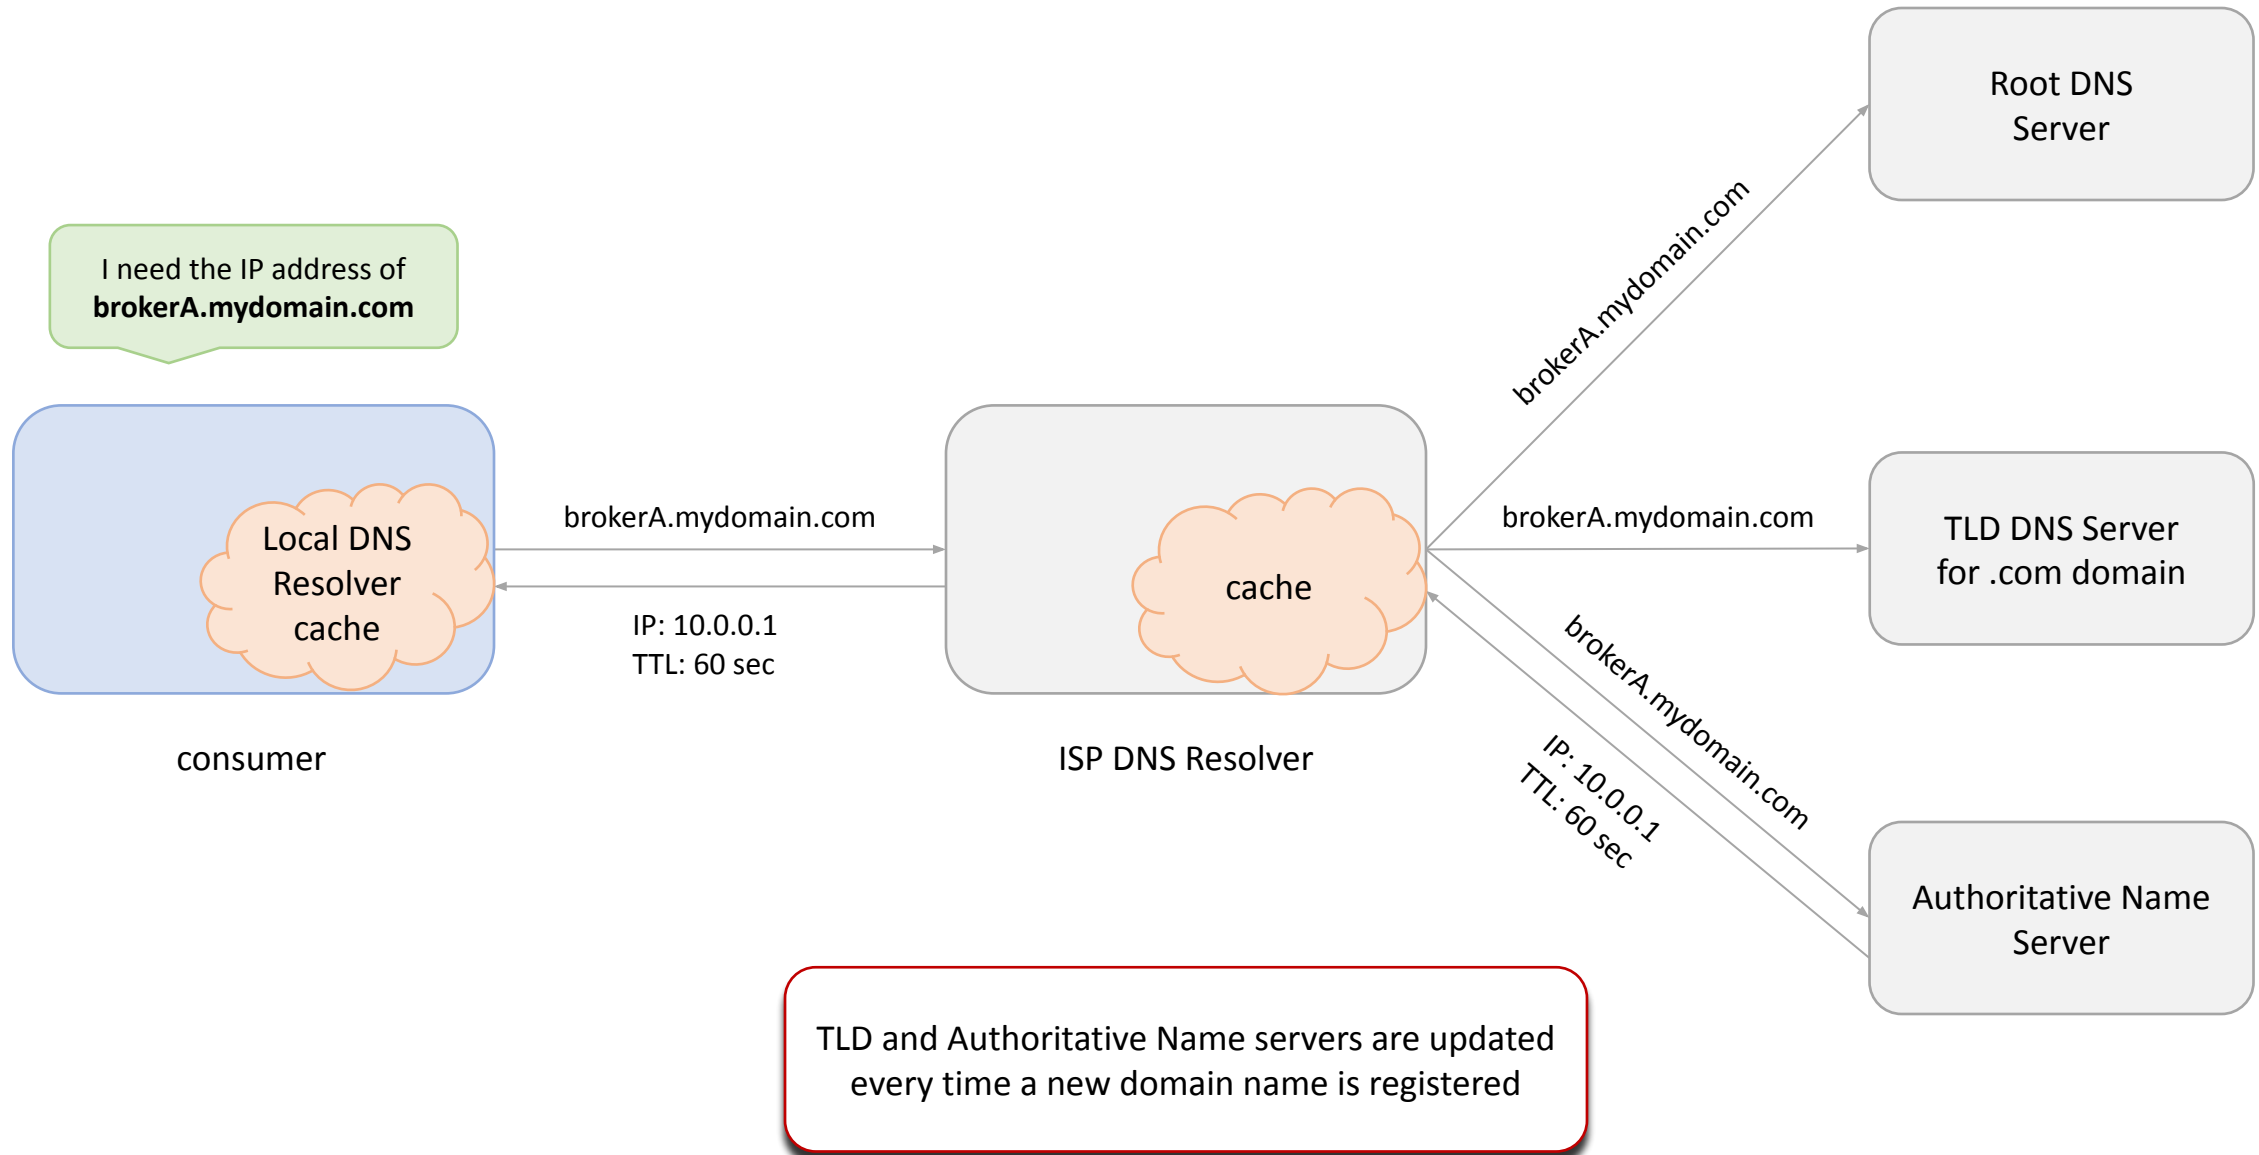 Root DNS
Server
brokerA.mydomain.com
I need the IP address of
brokerA.mydomain.com
Local DNS
Resolver
cache
brokerA.mydomain.com
IP: 10.0.0.1
TTL: 60 sec
cache
brokerA.mydomain.com
TLD DNS Server
for .com domain
consumer
ISP DNS Resolver
brokerA.mydomain.com
IP: 10.0.0.1
TTL: 60 sec
Authoritative Name
Server
TLD and Authoritative Name servers are updated
every time a new domain name is registered